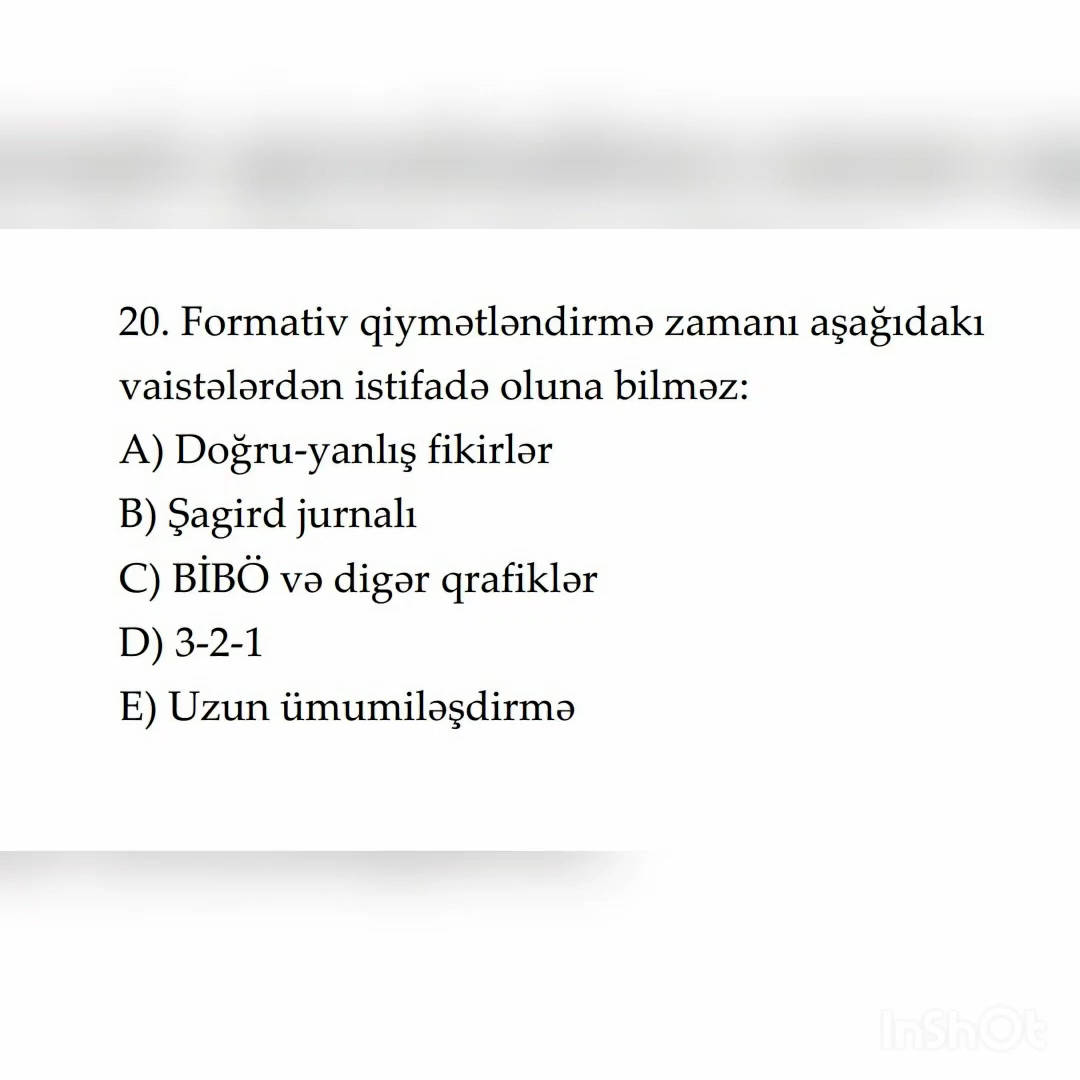 20. Formativ qiymətləndirmə zamanı aşağıdakı
vaistələrdən istifadə oluna bilməz:
A) Doğru-yanlış fikirlər
B) Şagird jurnalı
C) BİBÖ və digər qrafiklər
D) 3-2-1
E) Uzun ümumiləşdirmə
InShOt